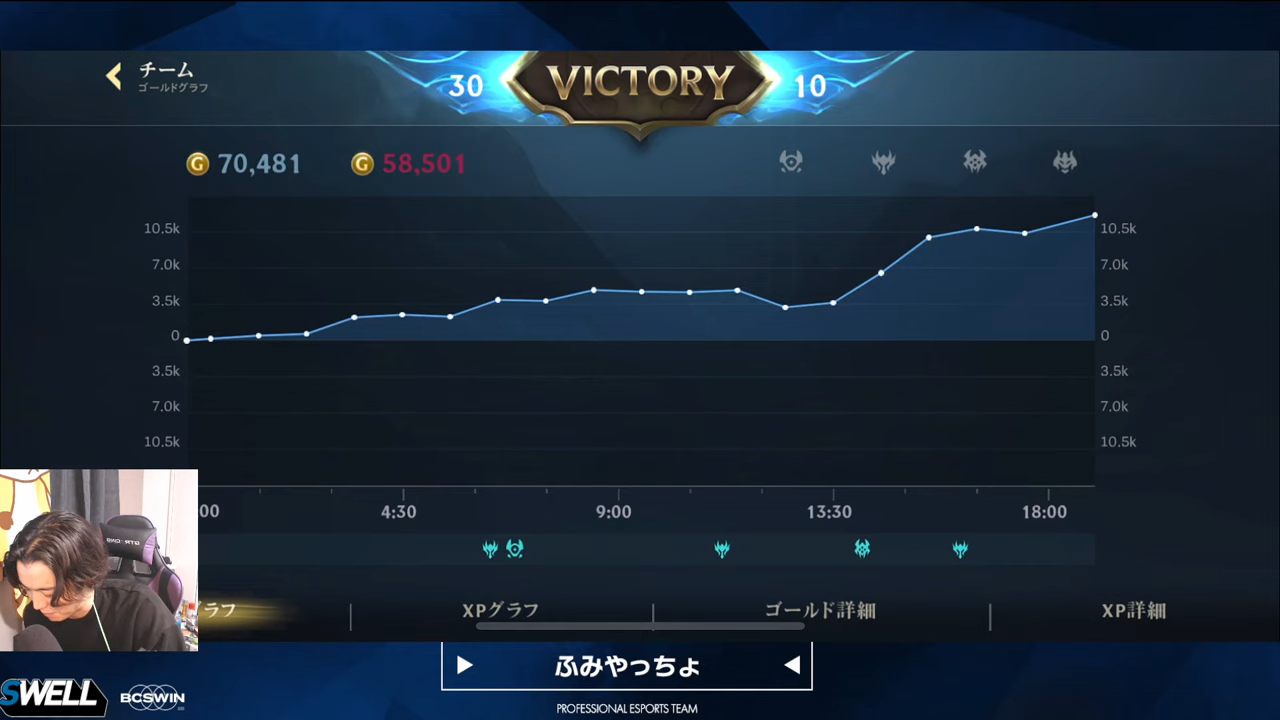 チーム
ゴールドグラフ
30 VICTORY 10
70,481 58,501
10.5k 10.5k
7.0k 7.0k
3.5k 3.5k
0 0
3.5k 3.5k
7.0k 7.0k
10.5k 10.5k
:00 4:30 9:00 13:30 18:00
グラフ XPグラフ ゴールド詳細 XP詳細
ふみやっちょ
SWELL BCSWIN
PROFESSIONAL ESPORTS TEAM